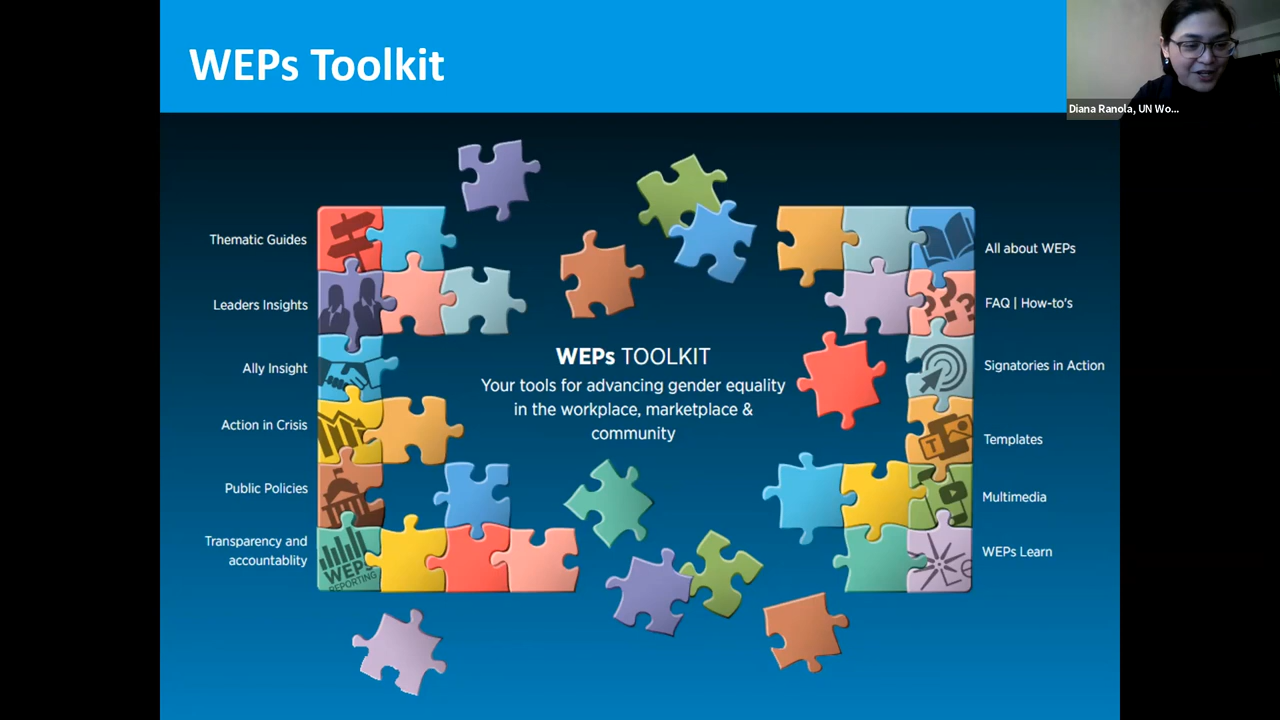 WEPs Toolkit
Diana Ranola, UN Wo...
Thematic Guides
Leaders Insights
Ally Insight
Action in Crisis
Public Policies
Transparency and
accountablity
WEPs
REPORTING
WEPs TOOLKIT
Your tools for advancing gender equality
in the workplace, marketplace &
community
All about WEPs
FAQ | How-to's
Signatories in Action
Templates
T
Multimedia
WEPs Learn